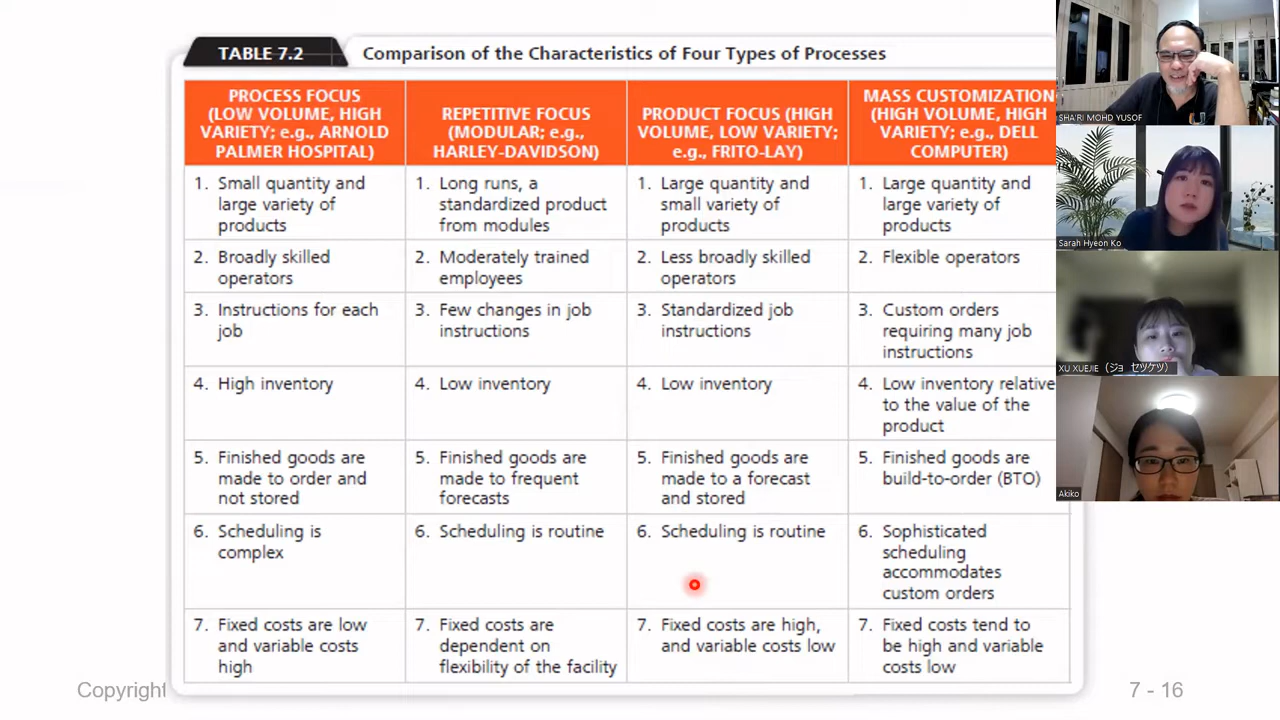 TABLE 7.2
Comparison of the Characteristics of Four Types of Processes
PROCESS FOCUS
(LOW VOLUME, HIGH
VARIETY; e.g., ARNOLD
PALMER HOSPITAL)
REPETITIVE FOCUS
(MODULAR; e.g.,
HARLEY-DAVIDSON)
PRODUCT FOCUS (HIGH
VOLUME, LOW VARIETY;
e.g., FRITO-LAY)
MASS CUSTOMIZATION
(HIGH VOLUME, HIGH
VARIETY; e.g., DELL
COMPUTER)
1. Small quantity and
large variety of
products
1. Long runs, a
standardized product
from modules
1. Large quantity and
small variety of
products
1. Large quantity and
large variety of
products
2. Broadly skilled
operators
2. Moderately trained
employees
2. Less broadly skilled
operators
2. Flexible operators
3. Instructions for each
job
3. Few changes in job
instructions
3. Standardized job
instructions
3. Custom orders
requiring many job
instructions
4. High inventory
4. Low inventory
4. Low inventory
4. Low inventory relative
to the value of the
product
5. Finished goods are
made to order and
not stored
5. Finished goods are
made to frequent
forecasts
5. Finished goods are
made to a forecast
and stored
5. Finished goods are
build-to-order (BTO)
6. Scheduling is
complex
6. Scheduling is routine
6. Scheduling is routine
6. Sophisticated
scheduling
accommodates
custom orders
7. Fixed costs are low
and variable costs
high
7. Fixed costs are
dependent on
flexibility of the facility
7. Fixed costs are high,
and variable costs low
7. Fixed costs tend to
be high and variable
costs low
Copyright
7 - 16
SHA'RI MOHD YUSOF
Sarah Hyeon Ko
XU XUEJIE（ジョ セツケツ）
Akiko